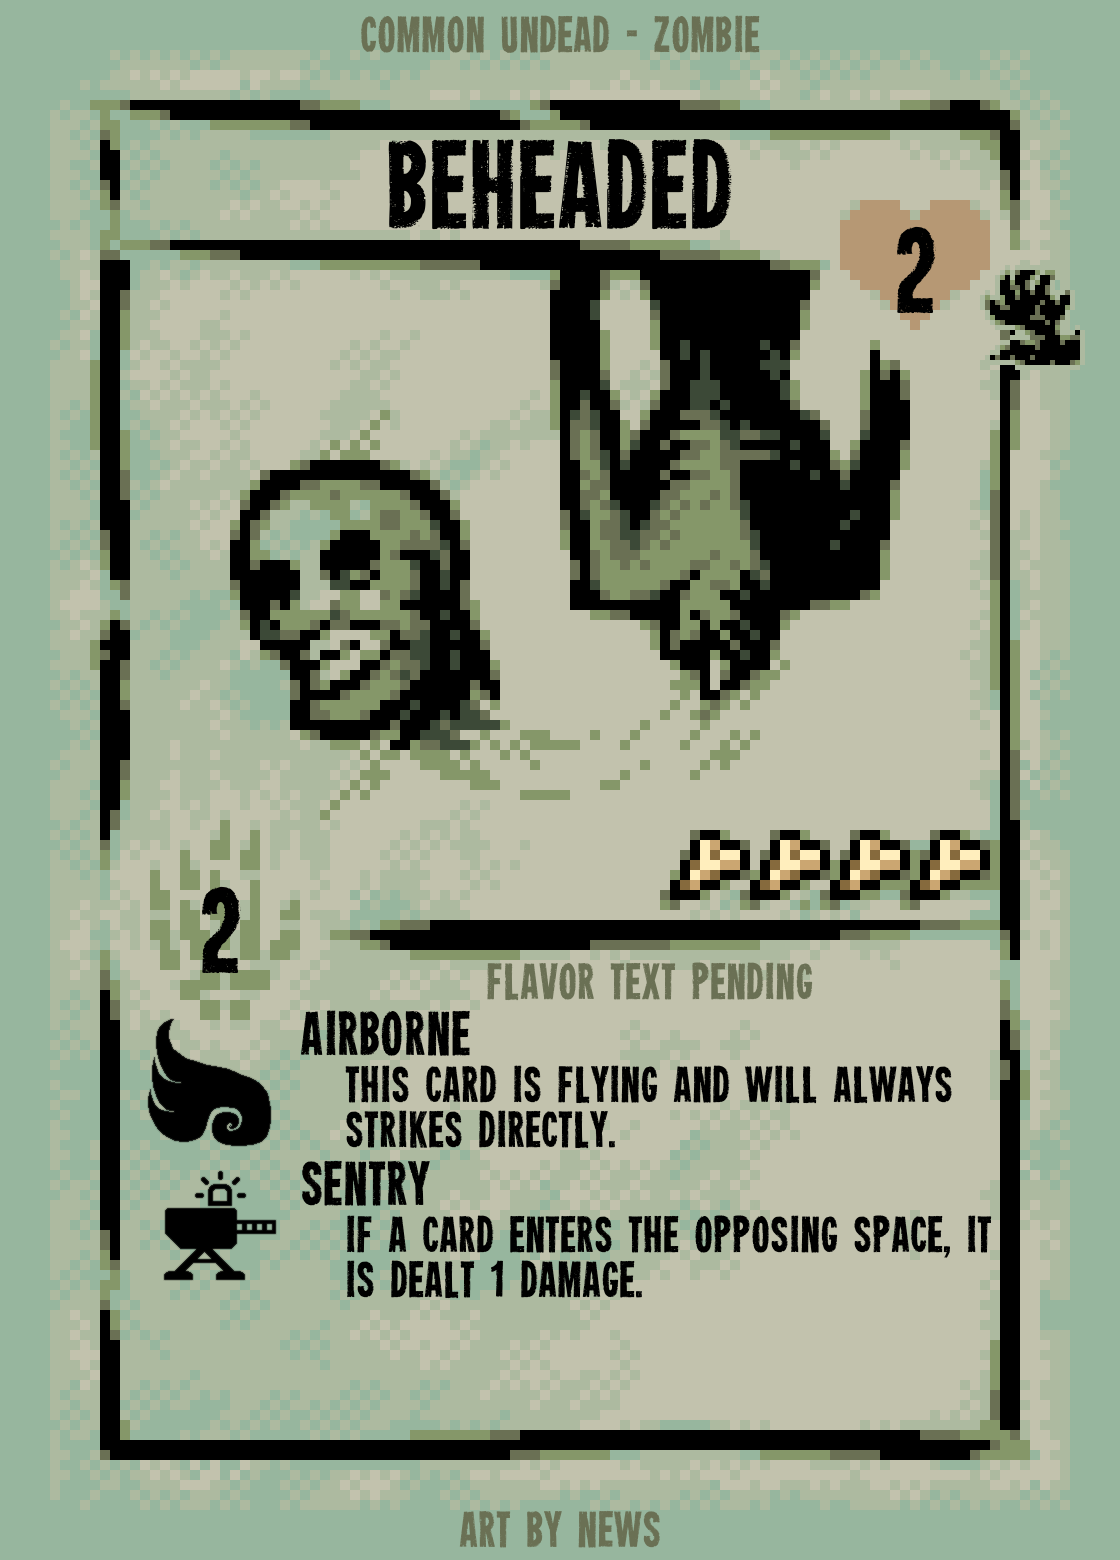 COMMON UNDEAD - ZOMBIE
BEHEADED
2
2
FLAVOR TEXT PENDING
AIRBORNE
THIS CARD IS FLYING AND WILL ALWAYS
STRIKES DIRECTLY.
SENTRY
IF A CARD ENTERS THE OPPOSING SPACE, IT
IS DEALT 1 DAMAGE.
ART BY NEWS